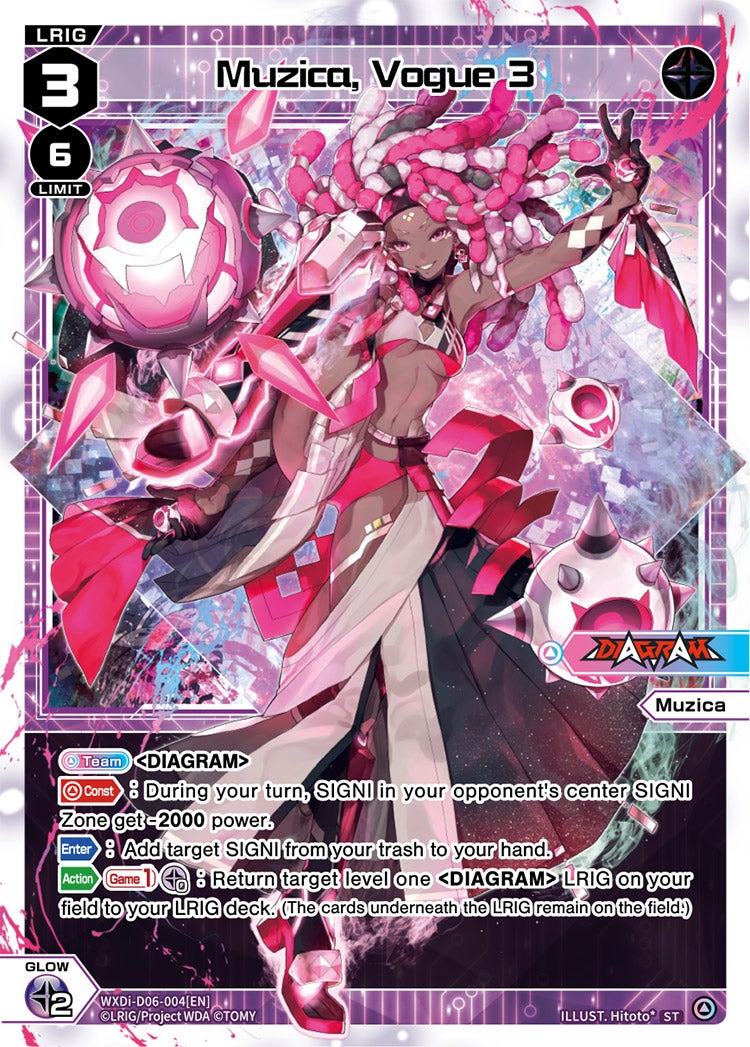 LRIG
3
Muzica, Vogue 3
6
LIMIT
DIAGRAM
Muzica
Team <DIAGRAM>
Const : During your turn, SIGNI in your opponent's center SIGNI
Zone get -2000 power.
Enter : Add target SIGNI from your trash to your hand.
Action Game 1 0 : Return target level one <DIAGRAM> LRIG on your
field to your LRIG deck. (The cards underneath the LRIG remain on the field.)
GLOW
2
WXDi-D06-004[EN]
©LRIG/Project WDA ©TOMY
ILLUST. Hitoto* ST